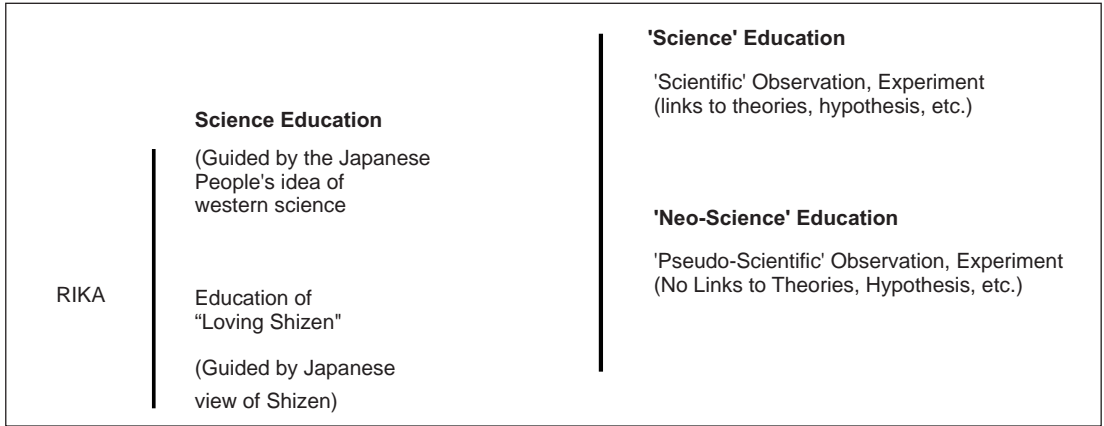 RIKA
Science Education
(Guided by the Japanese
People's idea of
western science
Education of
“Loving Shizen"
(Guided by Japanese
view of Shizen)
'Science' Education
'Scientific' Observation, Experiment
(links to theories, hypothesis, etc.)
'Neo-Science' Education
'Pseudo-Scientific' Observation, Experiment
(No Links to Theories, Hypothesis, etc.)